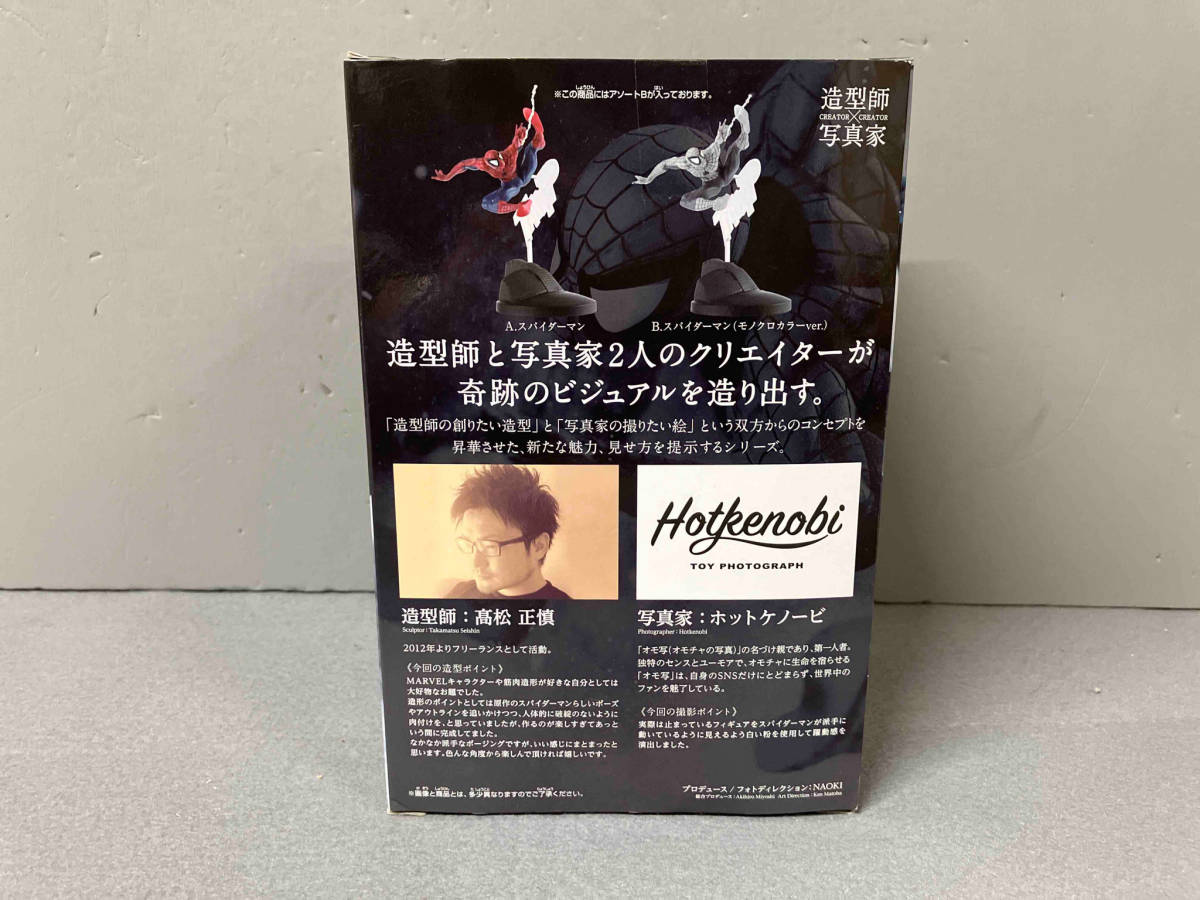 ※この商品にはアソートBが入っております。
しょうひん
はい
造型師
CREATOR×CREATOR
写真家
A.スパイダーマン
B.スパイダーマン(モノクロカラーver.)
造型師と写真家2人のクリエイターが
奇跡のビジュアルを造り出す。
「造型師の創りたい造型」と「写真家の撮りたい絵」という双方からのコンセプトを
昇華させた、新たな魅力、見せ方を提示するシリーズ。
Hotkenobi
TOY PHOTOGRAPH
造型師:髙松 正慎
Sculptor : Takamatsu Seishin
2012年よりフリーランスとして活動。
《今回の造型ポイント》
MARVELキャラクターや筋肉造形が好きな自分としては
大好物なお題でした。
造形のポイントとしては原作のスパイダーマンらしいポーズ
やアウトラインを追いかけつつ、人体的に破綻のないように
肉付けを、と思っていましたが、作るのが楽しすぎてあっと
いう間に完成してました。
なかなか派手なポージングですが、いい感じにまとまったと
思います。色んな角度から楽しんで頂ければ嬉しいです。
写真家:ホットケノービ
Photographer : Hotkenobi
「オモ写(オモチャの写真)」の名づけ親であり、第一人者。
独特のセンスとユーモアで、オモチャに生命を宿らせる
「オモ写」は、自身のSNSだけにとどまらず、世界中の
ファンを魅了している。
《今回の撮影ポイント》
実際は止まっているフィギュアをスパイダーマンが派手に
動いているように見えるよう白い粉を使用して躍動感を
演出しました。
※画像と商品とは、多少異なりますのでご了承ください。
プロデュース / フォトディレクション:NAOKI
総合プロデュース:Akihiro Miyoshi Art Direction : Ken Matoba